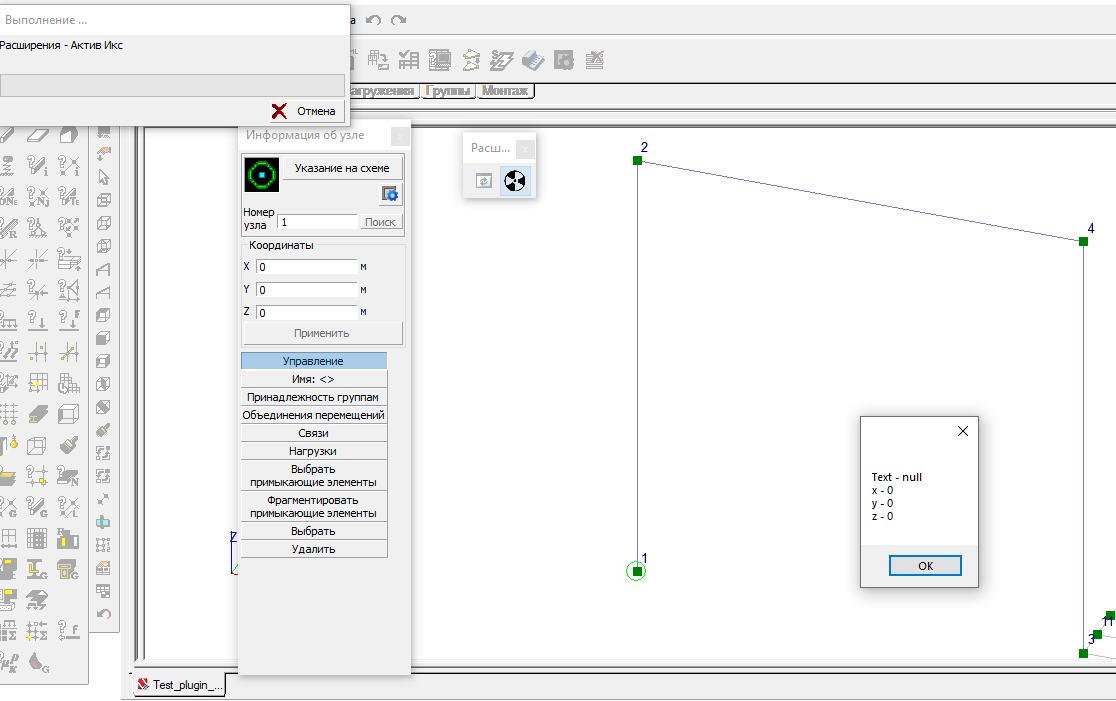 Выполнение ...
Расширения - Актив Икс
Отмена
а
агружения
Группы
Монтаж
Информация об узле
Указание на схеме
Номер
узла
1
Поиск
Координаты
X 0 м
Y 0 м
Z 0 м
Применить
Управление
Имя: <>
Принадлежность группам
Объединения перемещений
Связи
Нагрузки
Выбрать
примыкающие элементы
Фрагментировать
примыкающие элементы
Выбрать
Удалить
Расш...
2
4
1
3
11
Z
Text - null
x - 0
y - 0
z - 0
OK
Test_plugin_...